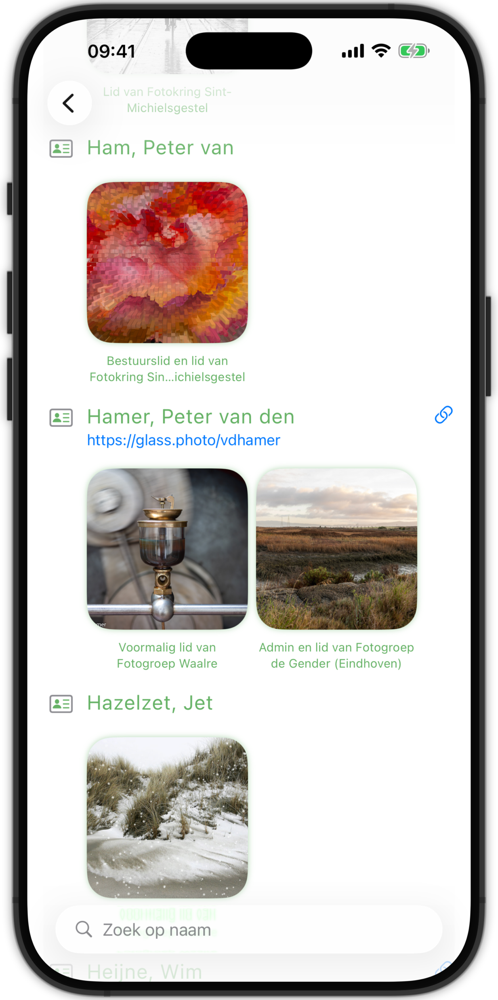 09:41
Lid van Fotokring Sint-
Michielsgestel
Ham, Peter van
Bestuurslid en lid van
Fotokring Sin...ichielsgestel
Hamer, Peter van den
https://glass.photo/vdhamer
mer
Voormalig lid van
Fotogroep Waalre
Admin en lid van Fotogroep
de Gender (Eindhoven)
Hazelzet, Jet
Zoek op naam
Heijne, Wim